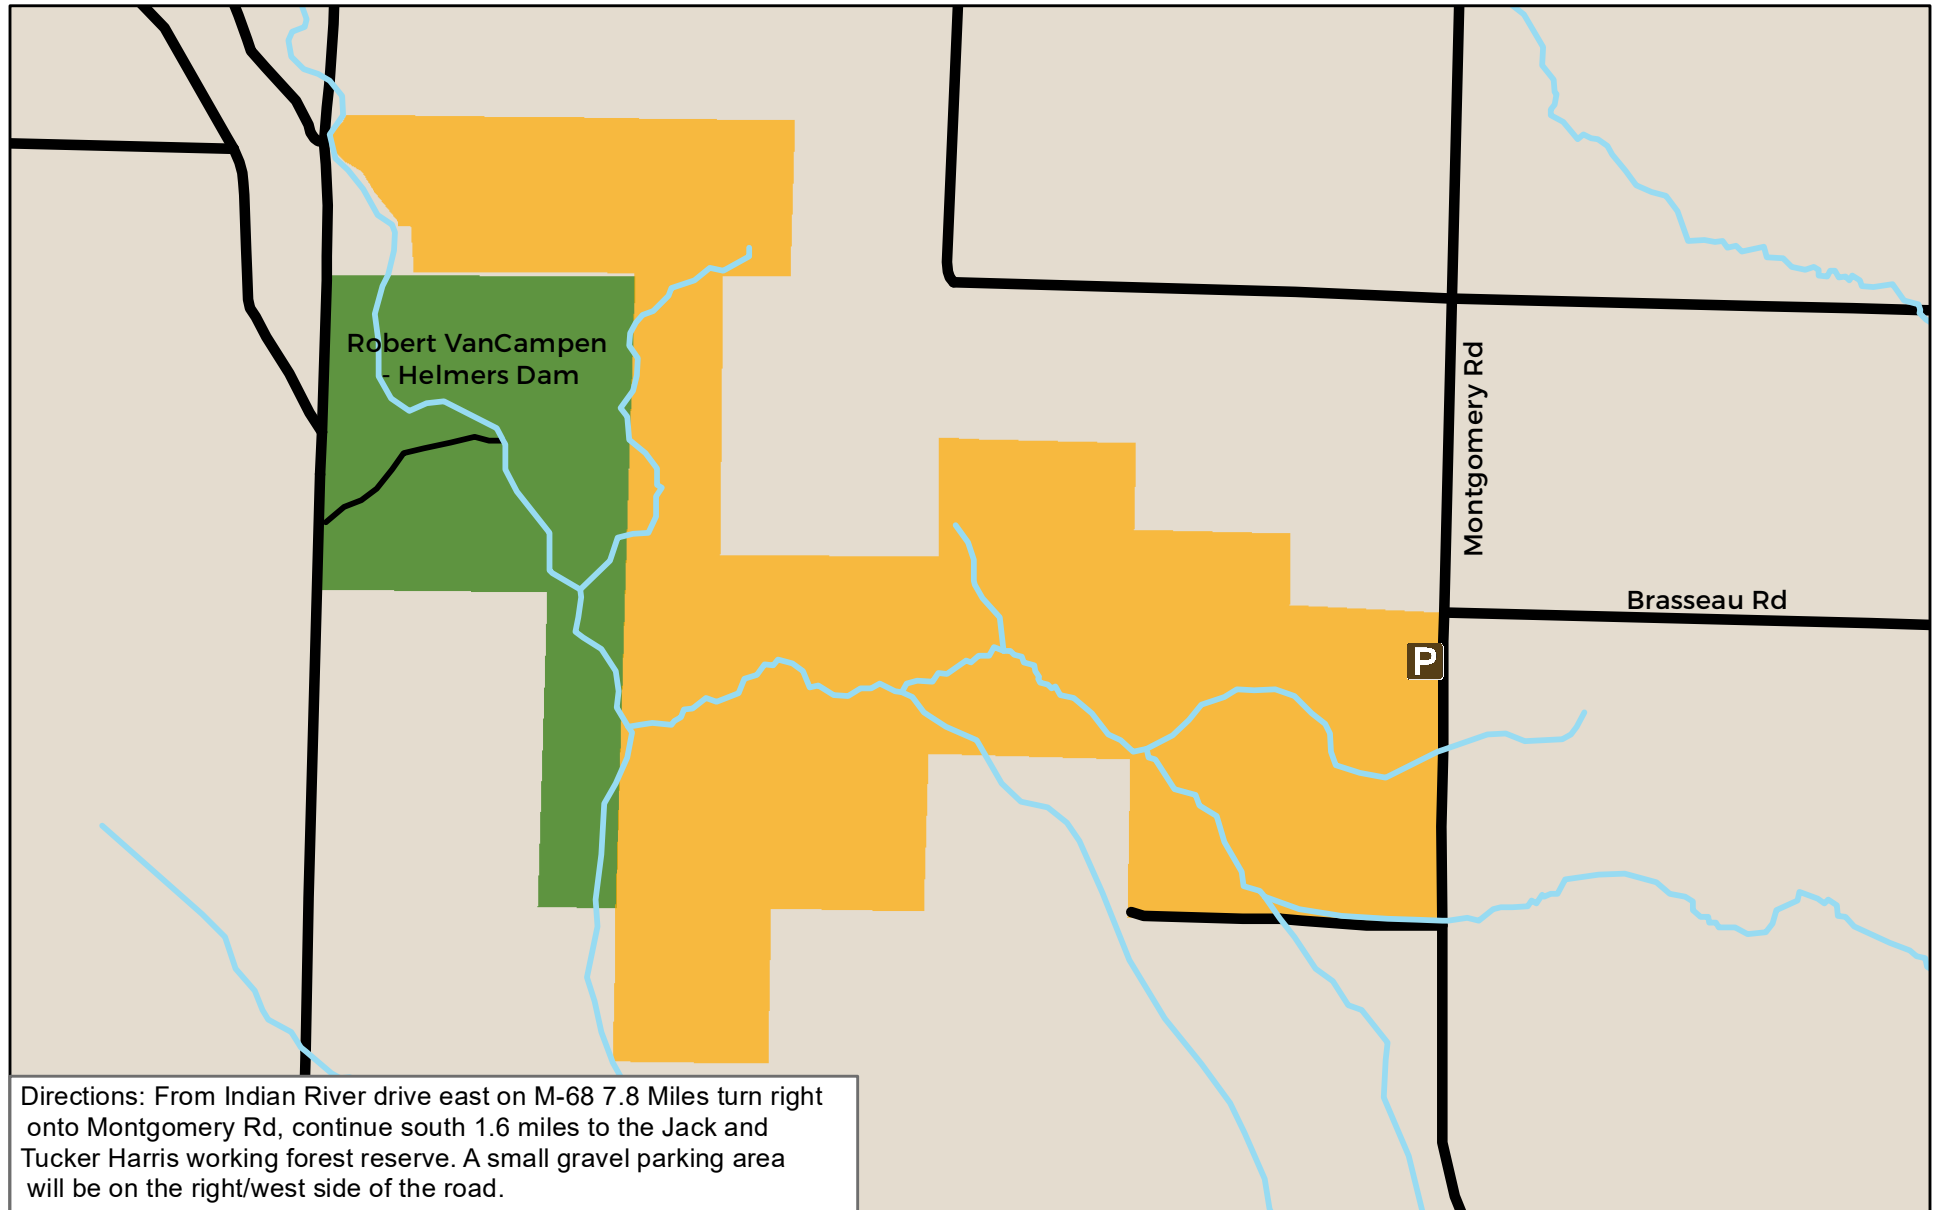 Robert VanCampen
- Helmers Dam
Montgomery Rd
Brasseau Rd
P
Directions: From Indian River drive east on M-68 7.8 Miles turn right
onto Montgomery Rd, continue south 1.6 miles to the Jack and
Tucker Harris working forest reserve. A small gravel parking area
will be on the right/west side of the road.